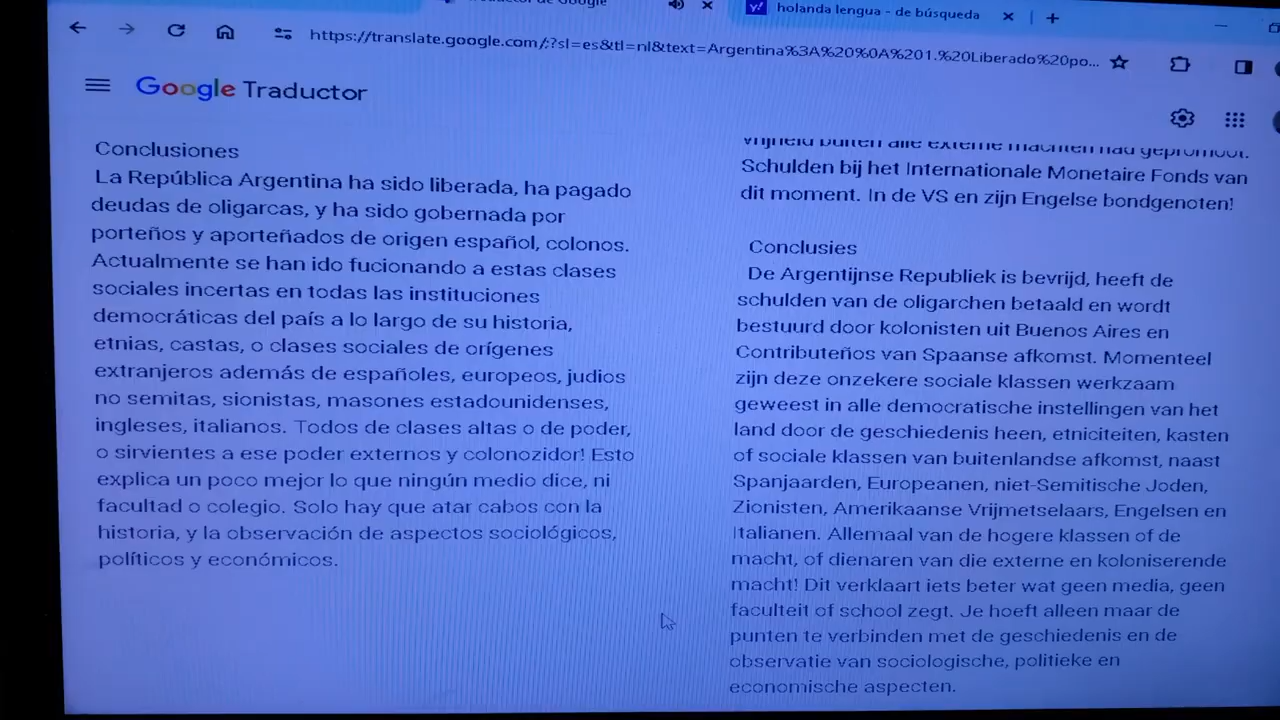 holanda lengua - de búsqueda
https://translate.google.com/?sl=es&tl=nl&text=Argentina%3A%20%0A%201.%20Liberado%20po...
Google Traductor
Conclusiones
La República Argentina ha sido liberada, ha pagado
deudas de oligarcas, y ha sido gobernada por
porteños y aporteñados de origen español, colonos.
Actualmente se han ido fucionando a estas clases
sociales incertas en todas las instituciones
democráticas del país a lo largo de su historia,
etnias, castas, o clases sociales de orígenes
extranjeros además de españoles, europeos, judios
no semitas, sionistas, masones estadounidenses,
ingleses, italianos. Todos de clases altas o de poder,
o sirvientes a ese poder externos y colonozidor! Esto
explica un poco mejor lo que ningún medio dice, ni
facultad o colegio. Solo hay que atar cabos con la
historia, y la observación de aspectos sociológicos,
políticos y económicos.
vrijheid buiten alle externe machten had gepromoot.
Schulden bij het Internationale Monetaire Fonds van
dit moment. In de VS en zijn Engelse bondgenoten!
Conclusies
De Argentijnse Republiek is bevrijd, heeft de
schulden van de oligarchen betaald en wordt
bestuurd door kolonisten uit Buenos Aires en
Contributeños van Spaanse afkomst. Momenteel
zijn deze onzekere sociale klassen werkzaam
geweest in alle democratische instellingen van het
land door de geschiedenis heen, etniciteiten, kasten
of sociale klassen van buitenlandse afkomst, naast
Spanjaarden, Europeanen, niet-Semitische Joden,
Zionisten, Amerikaanse Vrijmetselaars, Engelsen en
Italianen. Allemaal van de hogere klassen of de
macht, of dienaren van die externe en koloniserende
macht! Dit verklaart iets beter wat geen media, geen
faculteit of school zegt. Je hoeft alleen maar de
punten te verbinden met de geschiedenis en de
observatie van sociologische, politieke en
economische aspecten.